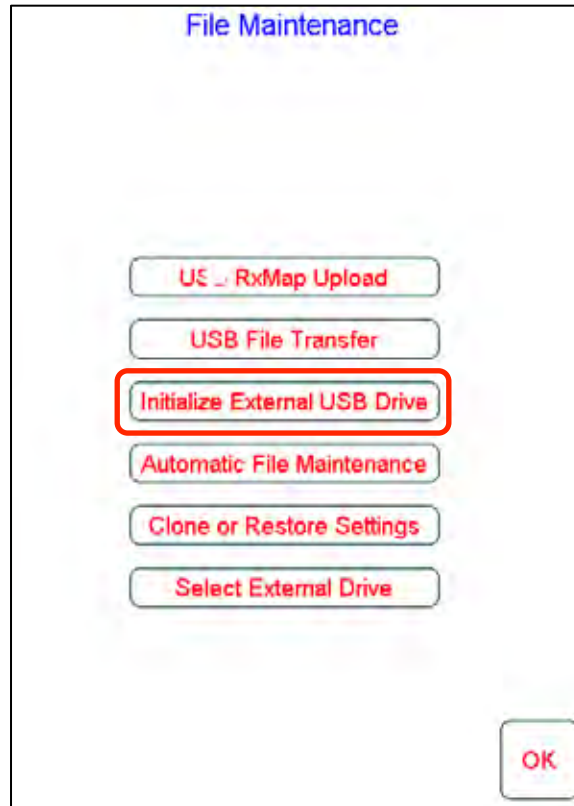 File Maintenance
RxMap Upload
USB File Transfer
Initialize External USB Drive
Automatic File Maintenance
Clone or Restore Settings
Select External Drive
OK